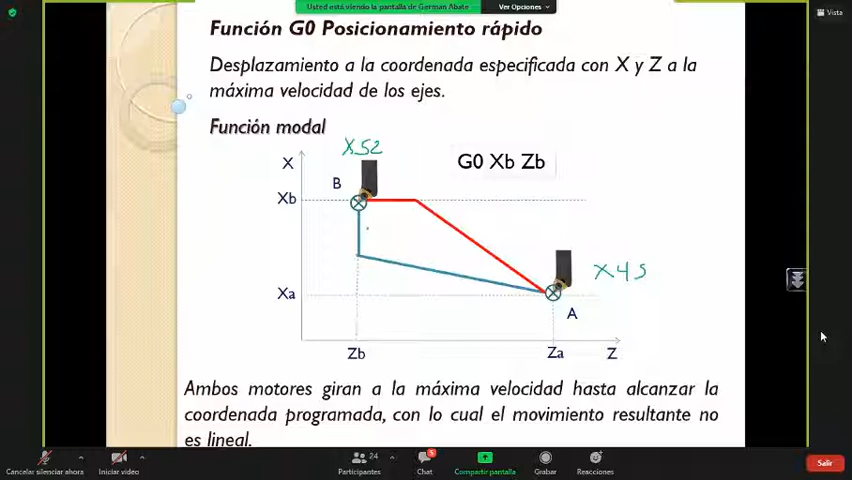 Usted está viendo la pantalla de German Abate
Ver Opciones
Vista
Función G0 Posicionamiento rápido
Desplazamiento a la coordenada especificada con X y Z a la
máxima velocidad de los ejes.
Función modal
X52
X
G0 Xb Zb
B
Xb
X45
Xa
A
Zb
Za
Z
Ambos motores giran a la máxima velocidad hasta alcanzar la
coordenada programada, con lo cual el movimiento resultante no
es lineal.
24
5
Cancelar silenciar ahora
Iniciar video
Participantes
Chat
Compartir pantalla
Grabar
Reacciones
Salir